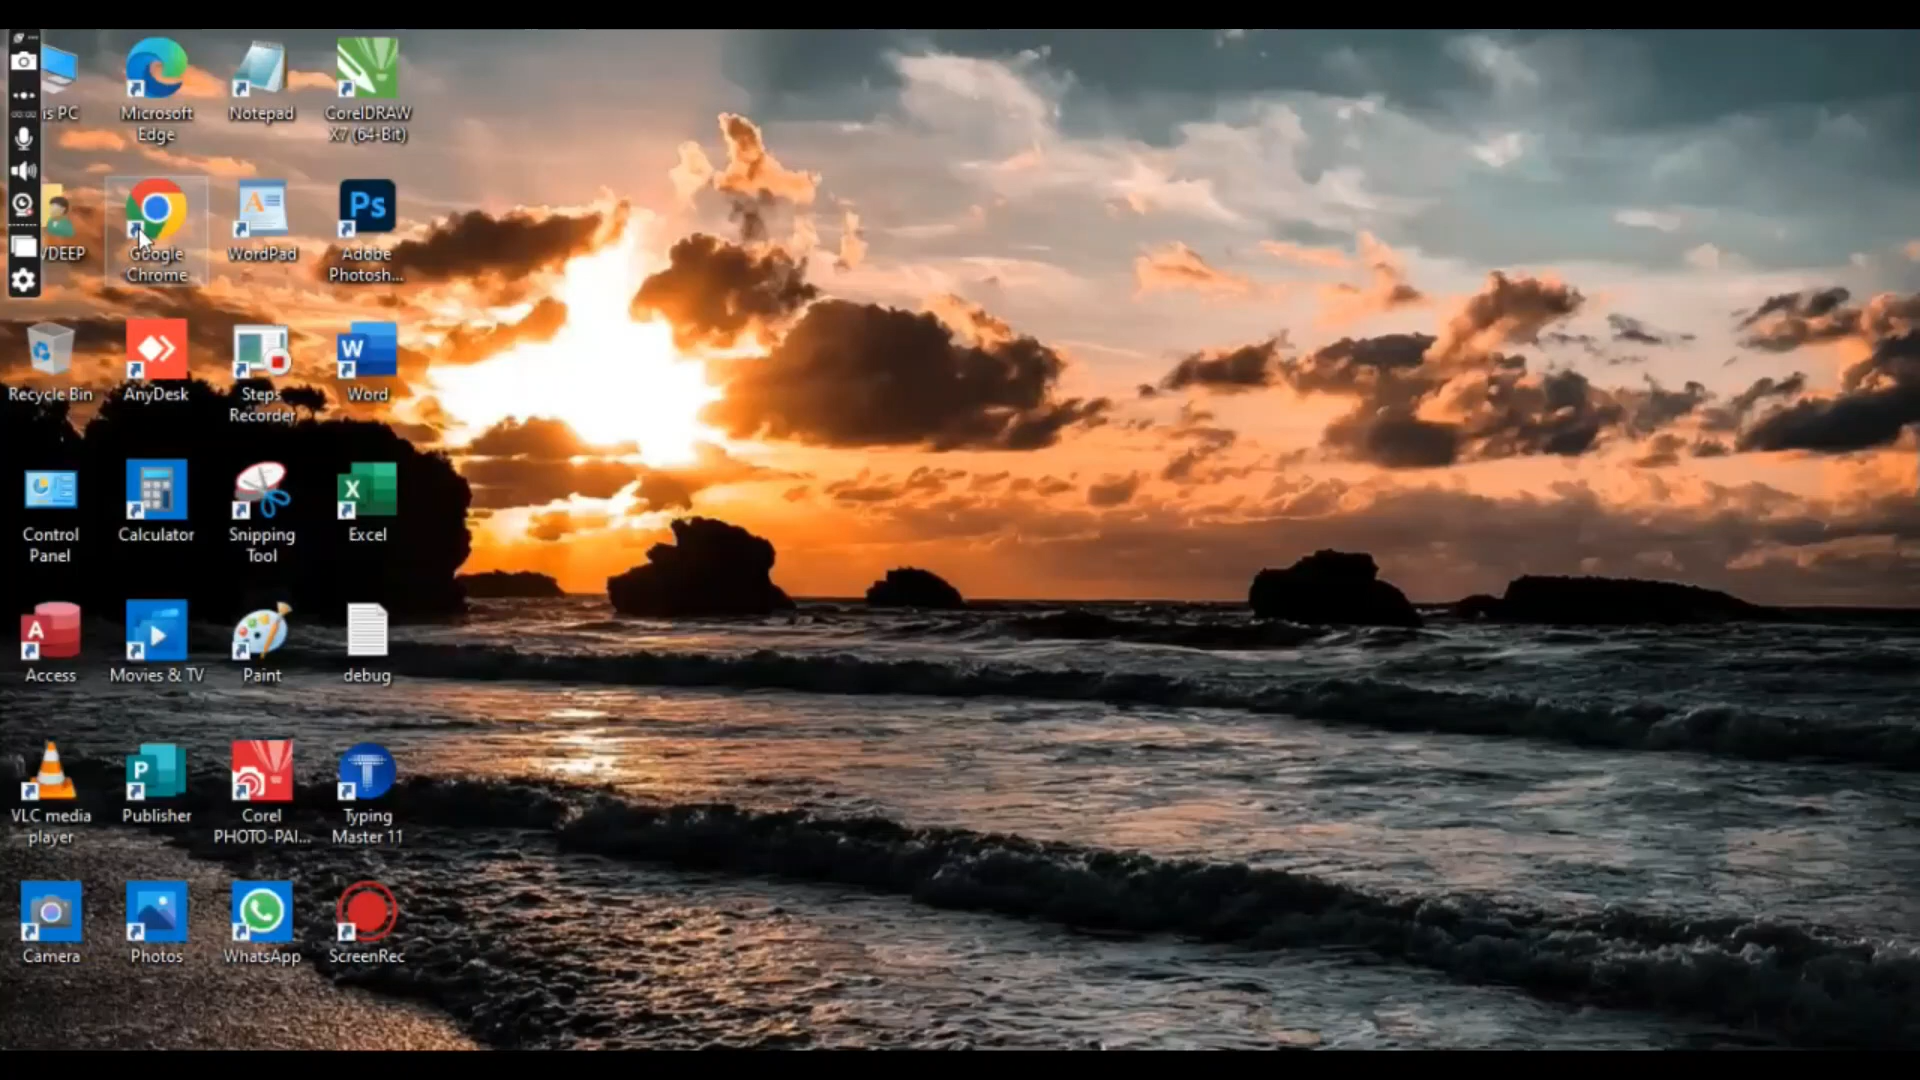 is PC
Microsoft
Edge
Notepad
CorelDRAW
X7 (64-Bit)
VDEEP
Google
Chrome
WordPad
Ps
Adobe
Photosh...
Recycle Bin
AnyDesk
Steps
Recorder
W
Word
Control
Panel
Calculator
Snipping
Tool
X
Excel
A
Access
Movies & TV
Paint
debug
VLC media
player
P
Publisher
Corel
PHOTO-PAI...
T
Typing
Master 11
Camera
Photos
WhatsApp
ScreenRec